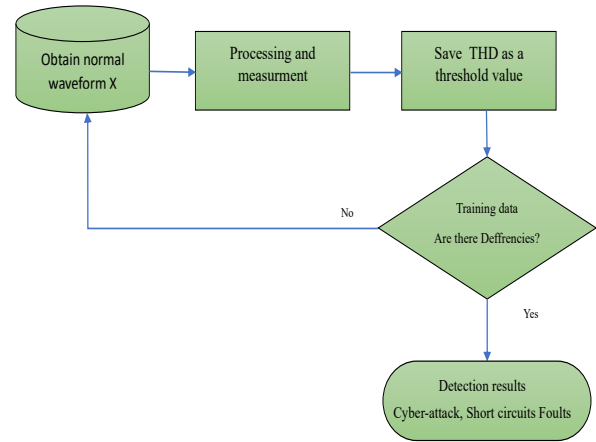 Obtain normal
waveform X
Processing and
measurment
Save THD as a
threshold value
Training data
Are there Deffrencies?
No
Yes
Detection results
Cyber-attack, Short circuits Foults